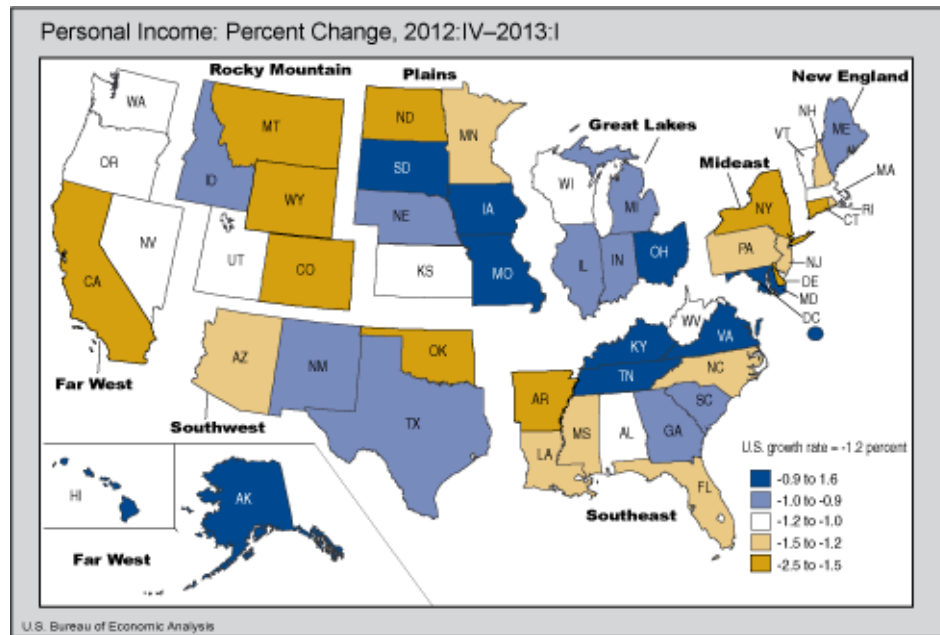 Personal Income: Percent Change, 2012:IV–2013:I
Rocky Mountain
Plains
New England
Great Lakes
Mideast
WA
OR
CA
NV
ID
MT
WY
UT
CO
ND
SD
NE
KS
MN
IA
MO
WI
MI
IL
IN
OH
NH
VT
ME
MA
RI
CT
NY
PA
NJ
DE
MD
DC
WV
VA
KY
TN
NC
SC
GA
AL
MS
AR
LA
FL
AZ
NM
OK
TX
Far West
Southwest
Southeast
HI
AK
Far West
U.S. growth rate = -1.2 percent
-0.9 to 1.6
-1.0 to -0.9
-1.2 to -1.0
-1.5 to -1.2
-2.5 to -1.5
U.S. Bureau of Economic Analysis